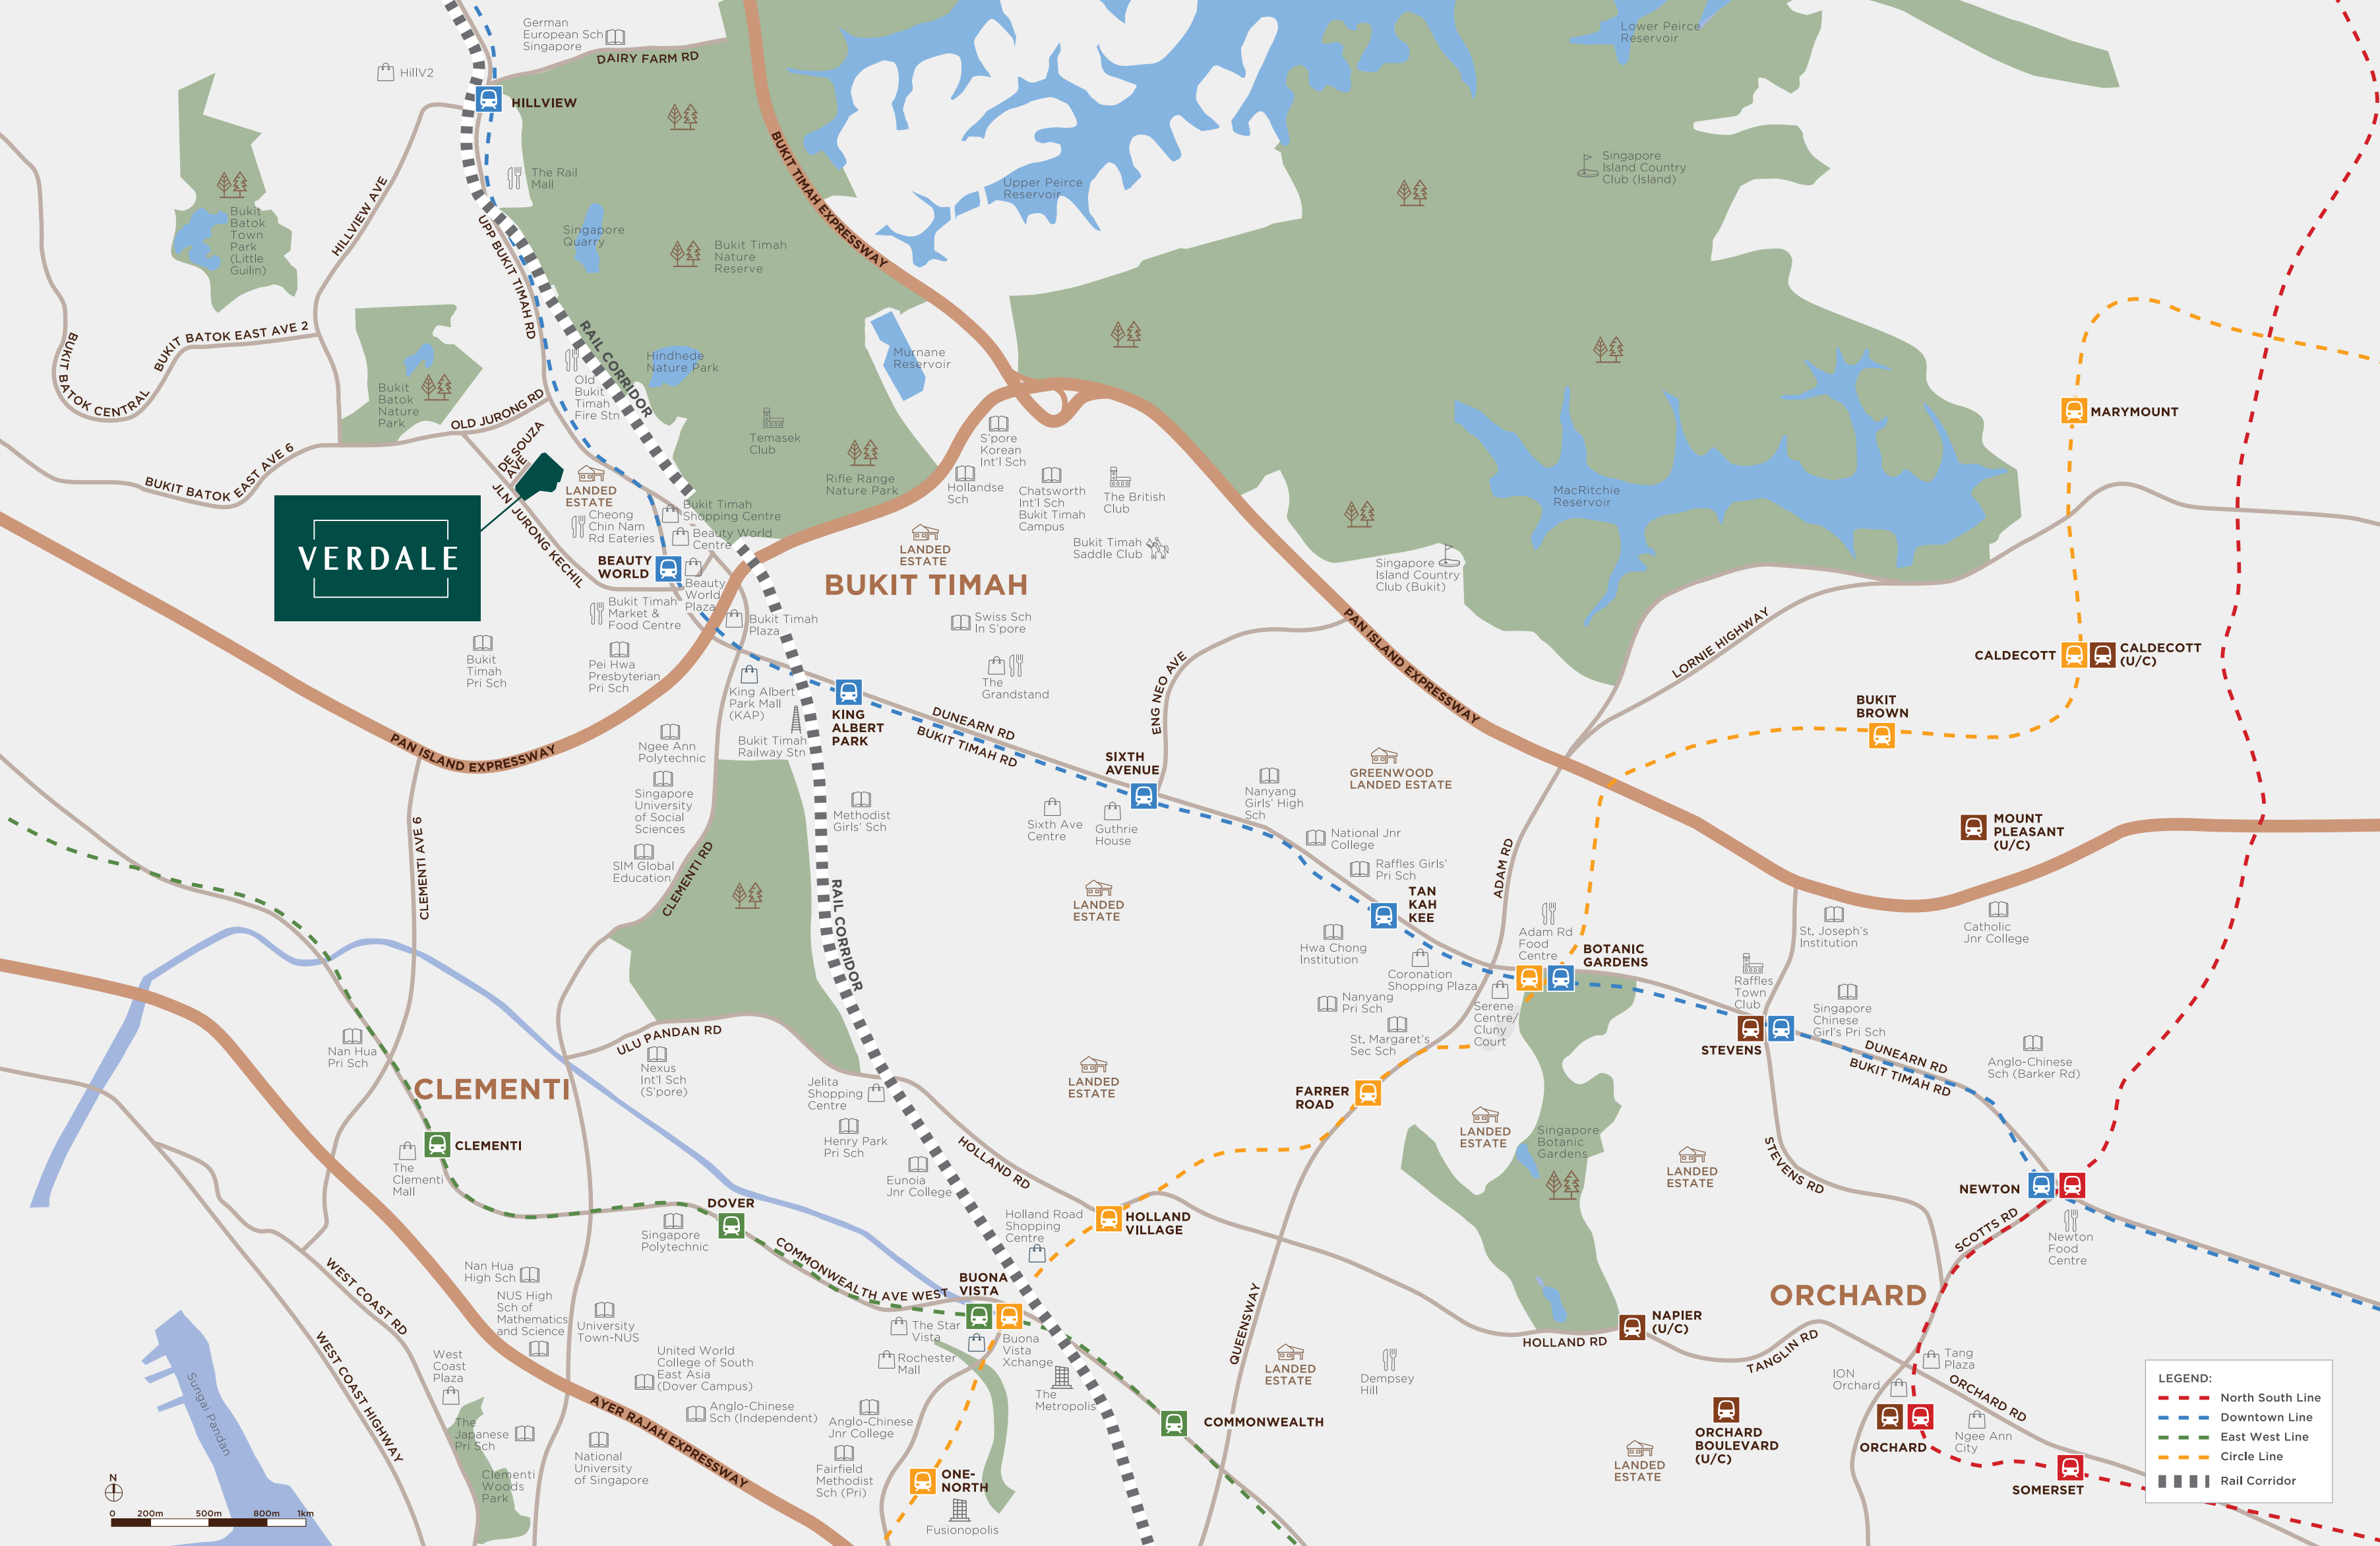 German
European Sch
Singapore
DAIRY FARM RD
HillV2
HILLVIEW
The Rail
Mall
HILLVIEW AVE
UPP BUKIT TIMAH RD
Bukit
Batok
Town
Park
(Little
Guilin)
Singapore
Quarry
Bukit Timah
Nature
Reserve
BUKIT TIMAH EXPRESSWAY
Upper Peirce
Reservoir
Lower Peirce
Reservoir
Singapore
Island Country
Club (Island)
BUKIT BATOK EAST AVE 2
BUKIT BATOK CENTRAL
RAIL CORRIDOR
Hindhede
Nature Park
Murnane
Reservoir
Bukit
Batok
Nature
Park
Old
Bukit
Timah
Fire Stn
OLD JURONG RD
Temasek
Club
Rifle Range
Nature Park
S'pore
Korean
Int'l Sch
Hollandse
Sch
Chatsworth
Int'l Sch
Bukit Timah
Campus
The British
Club
Bukit Timah
Saddle Club
BUKIT BATOK EAST AVE 6
DE SOUZA
AVE
JLN JURONG KECHIL
LANDED
ESTATE
Cheong
Chin Nam
Rd Eateries
Bukit Timah
Shopping Centre
Beauty World
Centre
VERDALE
BEAUTY
WORLD
Beauty
World
Plaza
LANDED
ESTATE
BUKIT TIMAH
MacRitchie
Reservoir
Singapore
Island Country
Club (Bukit)
MARYMOUNT
Bukit Timah
Market &
Food Centre
Bukit Timah
Plaza
Swiss Sch
In S'pore
Bukit
Timah
Pri Sch
Pei Hwa
Presbyterian
Pri Sch
King Albert
Park Mall
(KAP)
The
Grandstand
KING
ALBERT
PARK
Bukit Timah
Railway Stn
ENG NEO AVE
PAN ISLAND EXPRESSWAY
LORNIE HIGHWAY
CALDECOTT
CALDECOTT
(U/C)
BUKIT
BROWN
PAN ISLAND EXPRESSWAY
Ngee Ann
Polytechnic
DUNEARN RD
BUKIT TIMAH RD
SIXTH
AVENUE
Singapore
University
of Social
Sciences
Methodist
Girls' Sch
Sixth Ave
Centre
Guthrie
House
Nanyang
Girls' High
Sch
GREENWOOD
LANDED ESTATE
National Jnr
College
Raffles Girls'
Pri Sch
MOUNT
PLEASANT
(U/C)
CLEMENTI AVE 6
SIM Global
Education
CLEMENTI RD
RAIL CORRIDOR
LANDED
ESTATE
TAN
KAH
KEE
ADAM RD
Hwa Chong
Institution
Coronation
Shopping Plaza
Adam Rd
Food
Centre
BOTANIC
GARDENS
St. Joseph's
Institution
Catholic
Jnr College
Raffles
Town
Club
Nanyang
Pri Sch
Serene
Centre/
Cluny
Court
Singapore
Chinese
Girl's Pri Sch
St. Margaret's
Sec Sch
STEVENS
DUNEARN RD
BUKIT TIMAH RD
Anglo-Chinese
Sch (Barker Rd)
Nan Hua
Pri Sch
ULU PANDAN RD
Nexus
Int'l Sch
(S'pore)
CLEMENTI
Jelita
Shopping
Centre
LANDED
ESTATE
FARRER
ROAD
LANDED
ESTATE
Singapore
Botanic
Gardens
CLEMENTI
The
Clementi
Mall
Henry Park
Pri Sch
HOLLAND RD
Eunoia
Jnr College
LANDED
ESTATE
STEVENS RD
NEWTON
DOVER
Singapore
Polytechnic
Holland Road
Shopping
Centre
HOLLAND
VILLAGE
SCOTTS RD
Newton
Food
Centre
COMMONWEALTH AVE WEST
BUONA
VISTA
Nan Hua
High Sch
NUS High
Sch of
Mathematics
and Science
WEST COAST RD
University
Town-NUS
The Star
Vista
Buona
Vista
Xchange
QUEENSWAY
HOLLAND RD
NAPIER
(U/C)
ORCHARD
TANGLIN RD
Tang
Plaza
WEST COAST HIGHWAY
West
Coast
Plaza
United World
College of South
East Asia
(Dover Campus)
Rochester
Mall
The
Metropolis
LANDED
ESTATE
Dempsey
Hill
ION
Orchard
ORCHARD RD
Sungai Pandan
AYER RAJAH EXPRESSWAY
Anglo-Chinese
Sch (Independent)
Anglo-Chinese
Jnr College
COMMONWEALTH
ORCHARD
BOULEVARD
(U/C)
ORCHARD
Ngee Ann
City
The
Japanese
Pri Sch
National
University
of Singapore
Fairfield
Methodist
Sch (Pri)
ONE-
NORTH
LANDED
ESTATE
SOMERSET
Clementi
Woods
Park
Fusionopolis
N
0 200m 500m 800m 1km
LEGEND:
North South Line
Downtown Line
East West Line
Circle Line
Rail Corridor